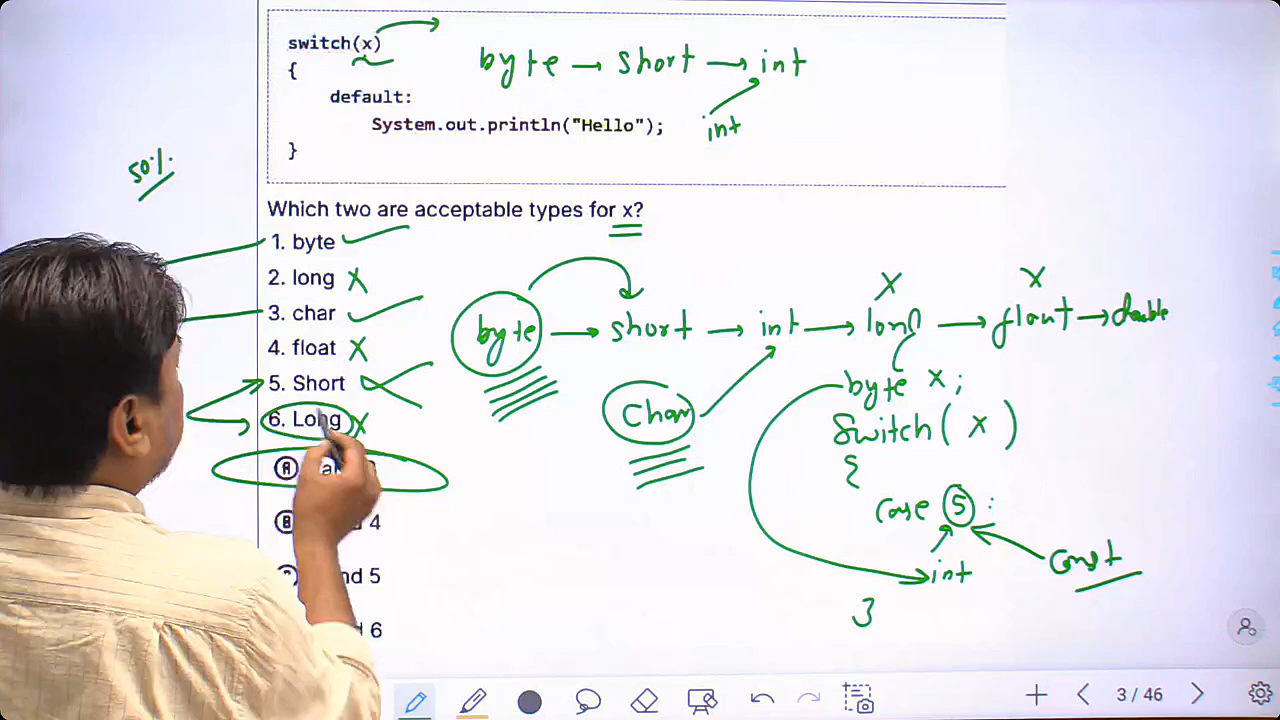 switch(x)
{
default:
System.out.println("Hello");
}
byte → short → int
int
50%
Which two are acceptable types for x?
1. byte
2. long X
3. char
4. float X
5. Short
6. Long X
X X
byte → short → int → long → float → double
char
byte x;
Switch( x )
{
case 5 :
int
const
}
A
B 4
nd 5
6
3 / 46